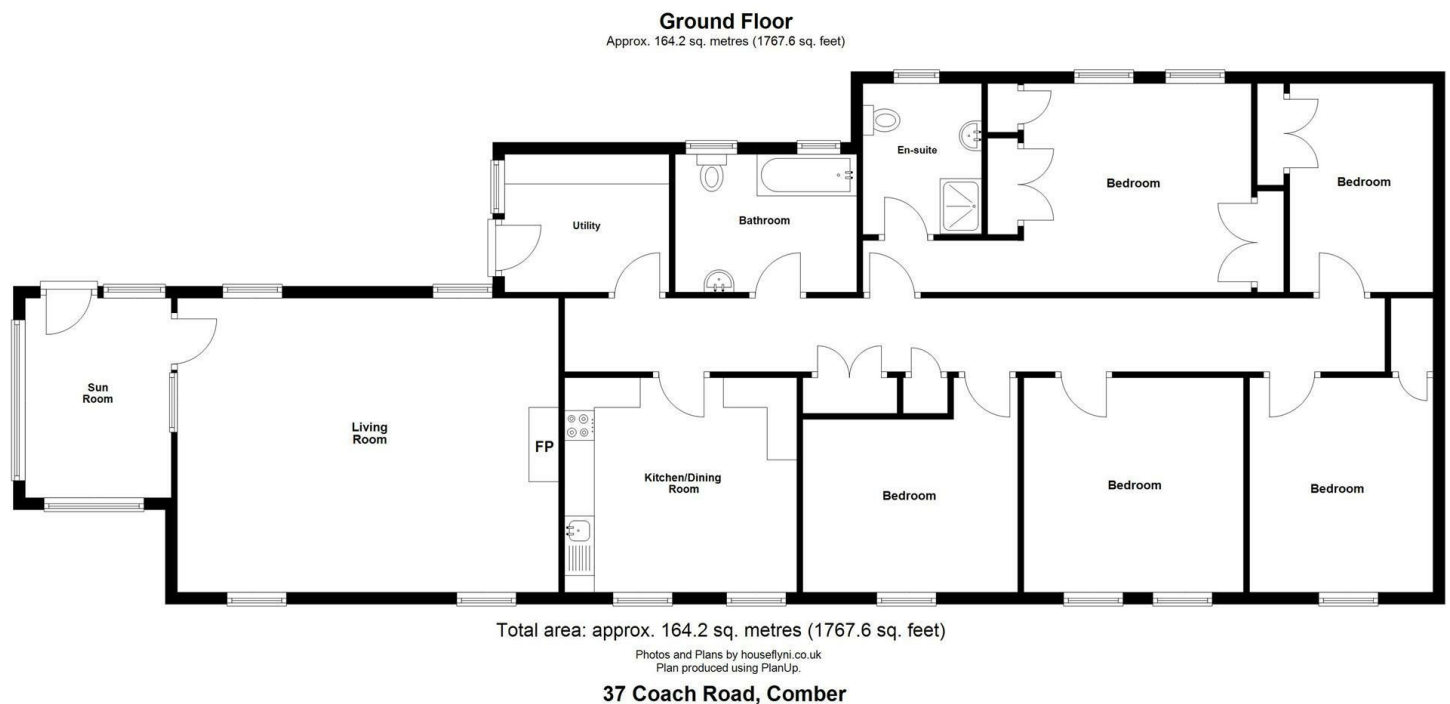 Ground Floor
Approx. 164.2 sq. metres (1767.6 sq. feet)
En-suite
Bedroom
Bedroom
Bathroom
Utility
Sun
Room
Living
Room
FP
Kitchen/Dining
Room
Bedroom
Bedroom
Bedroom
Total area: approx. 164.2 sq. metres (1767.6 sq. feet)
Photos and Plans by houseflyni.co.uk
Plan produced using PlanUp.
37 Coach Road, Comber